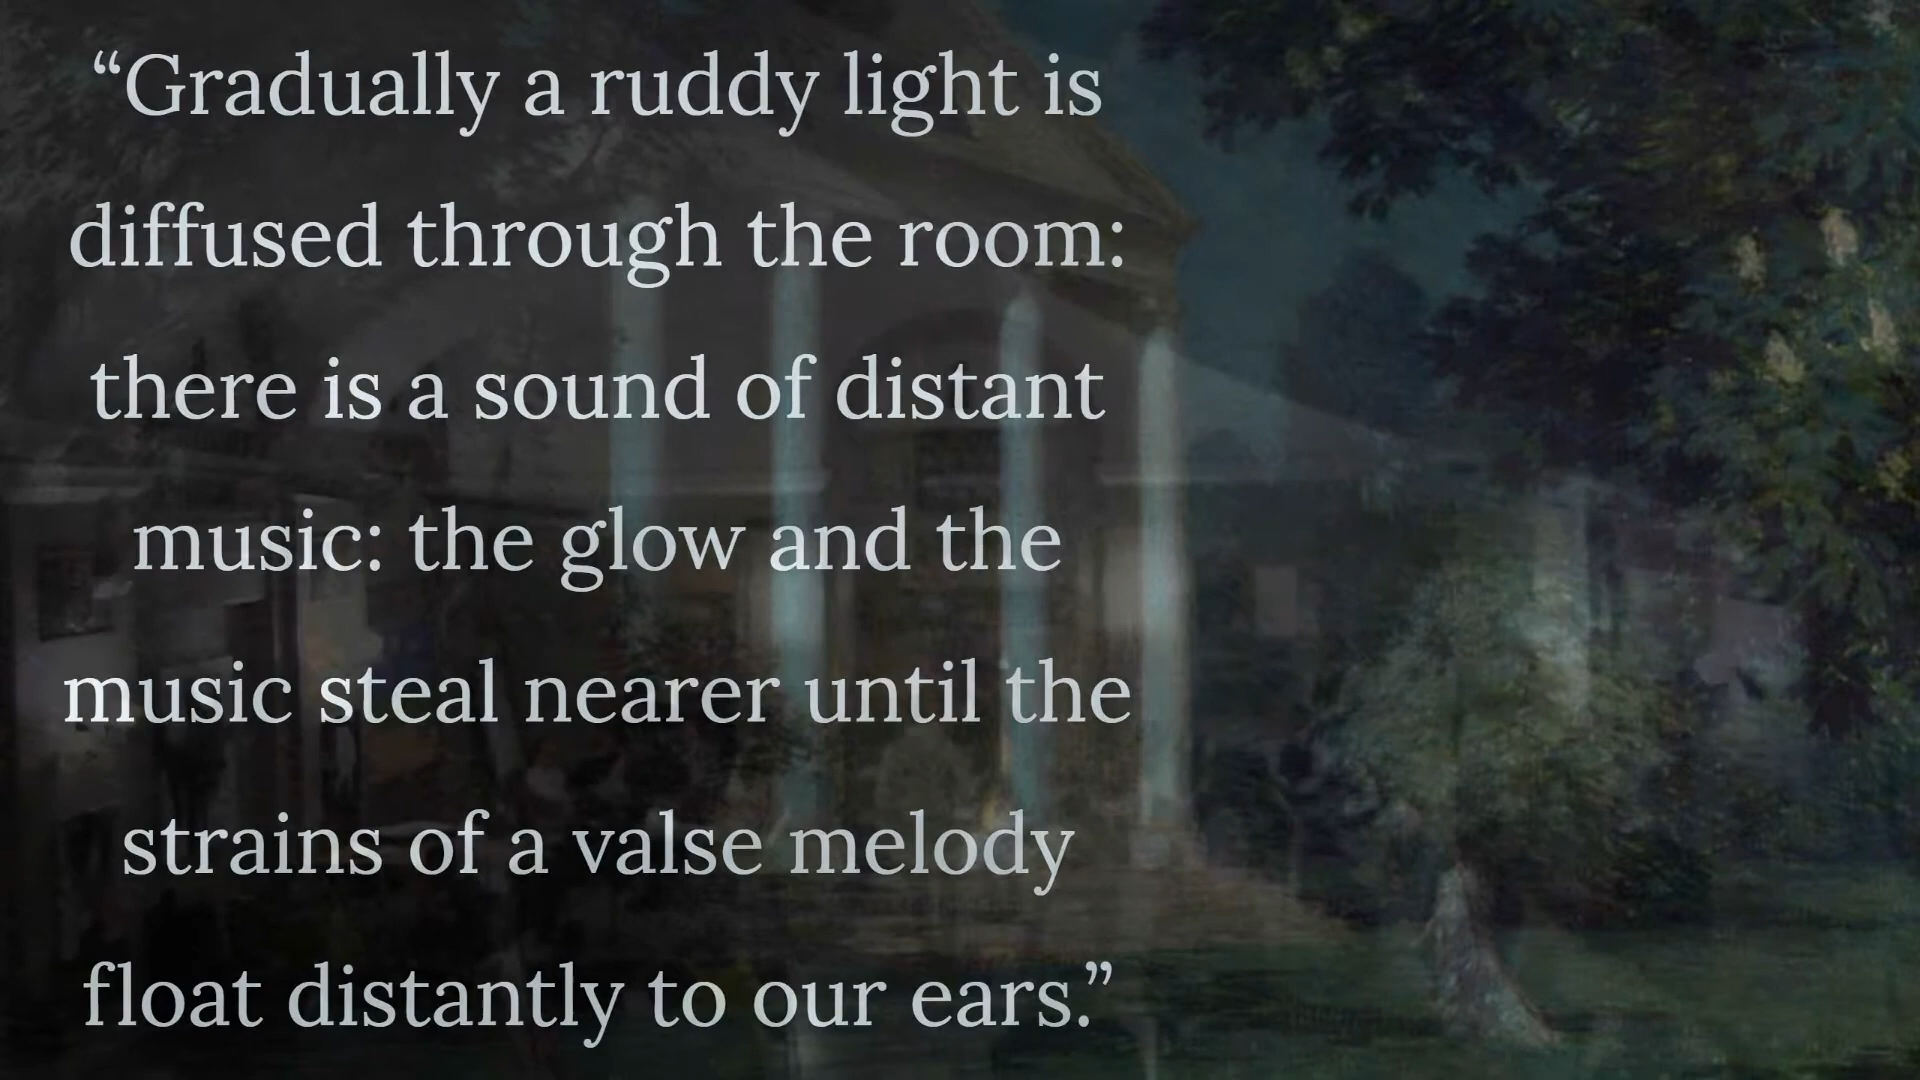 “Gradually a ruddy light is
diffused through the room:
there is a sound of distant
music: the glow and the
music steal nearer until the
strains of a valse melody
float distantly to our ears.”